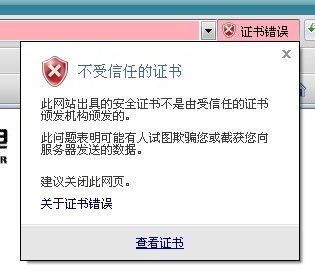 证书错误
不受信任的证书
此网站出具的安全证书不是由受信任的证书
颁发机构颁发的。
此问题表明可能有人试图欺骗您或截获您向
服务器发送的数据。
建议关闭此网页。
关于证书错误
查看证书